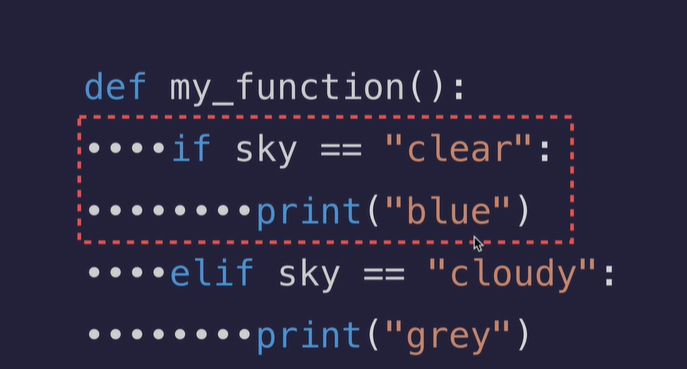 def my_function():
••••if sky == "clear":
••••••••print("blue")
••••elif sky == "cloudy":
••••••••print("grey")